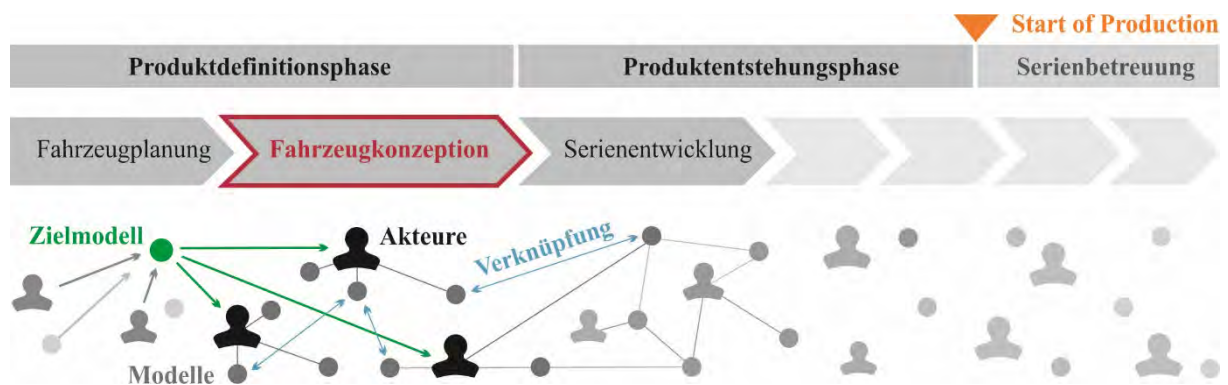 Start of Production
Produktdefinitionsphase
Produktentstehungsphase
Serienbetreuung
Fahrzeugplanung
Fahrzeugkonzeption
Serienentwicklung
Zielmodell
Akteure
Verknüpfung
Modelle